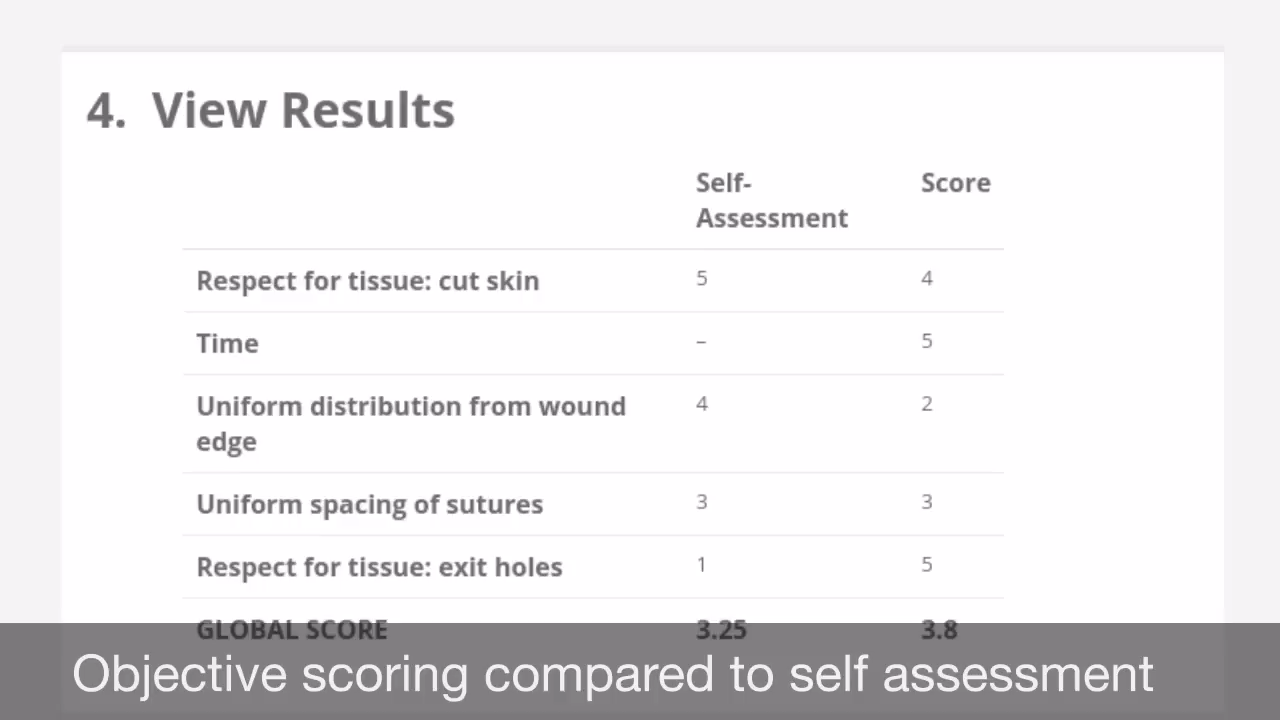 4. View Results
Self-
Assessment
Score
Respect for tissue: cut skin 5 4
Time – 5
Uniform distribution from wound 4 2
edge
Uniform spacing of sutures 3 3
Respect for tissue: exit holes 1 5
GLOBAL SCORE 3.25 3.8
Objective scoring compared to self assessment